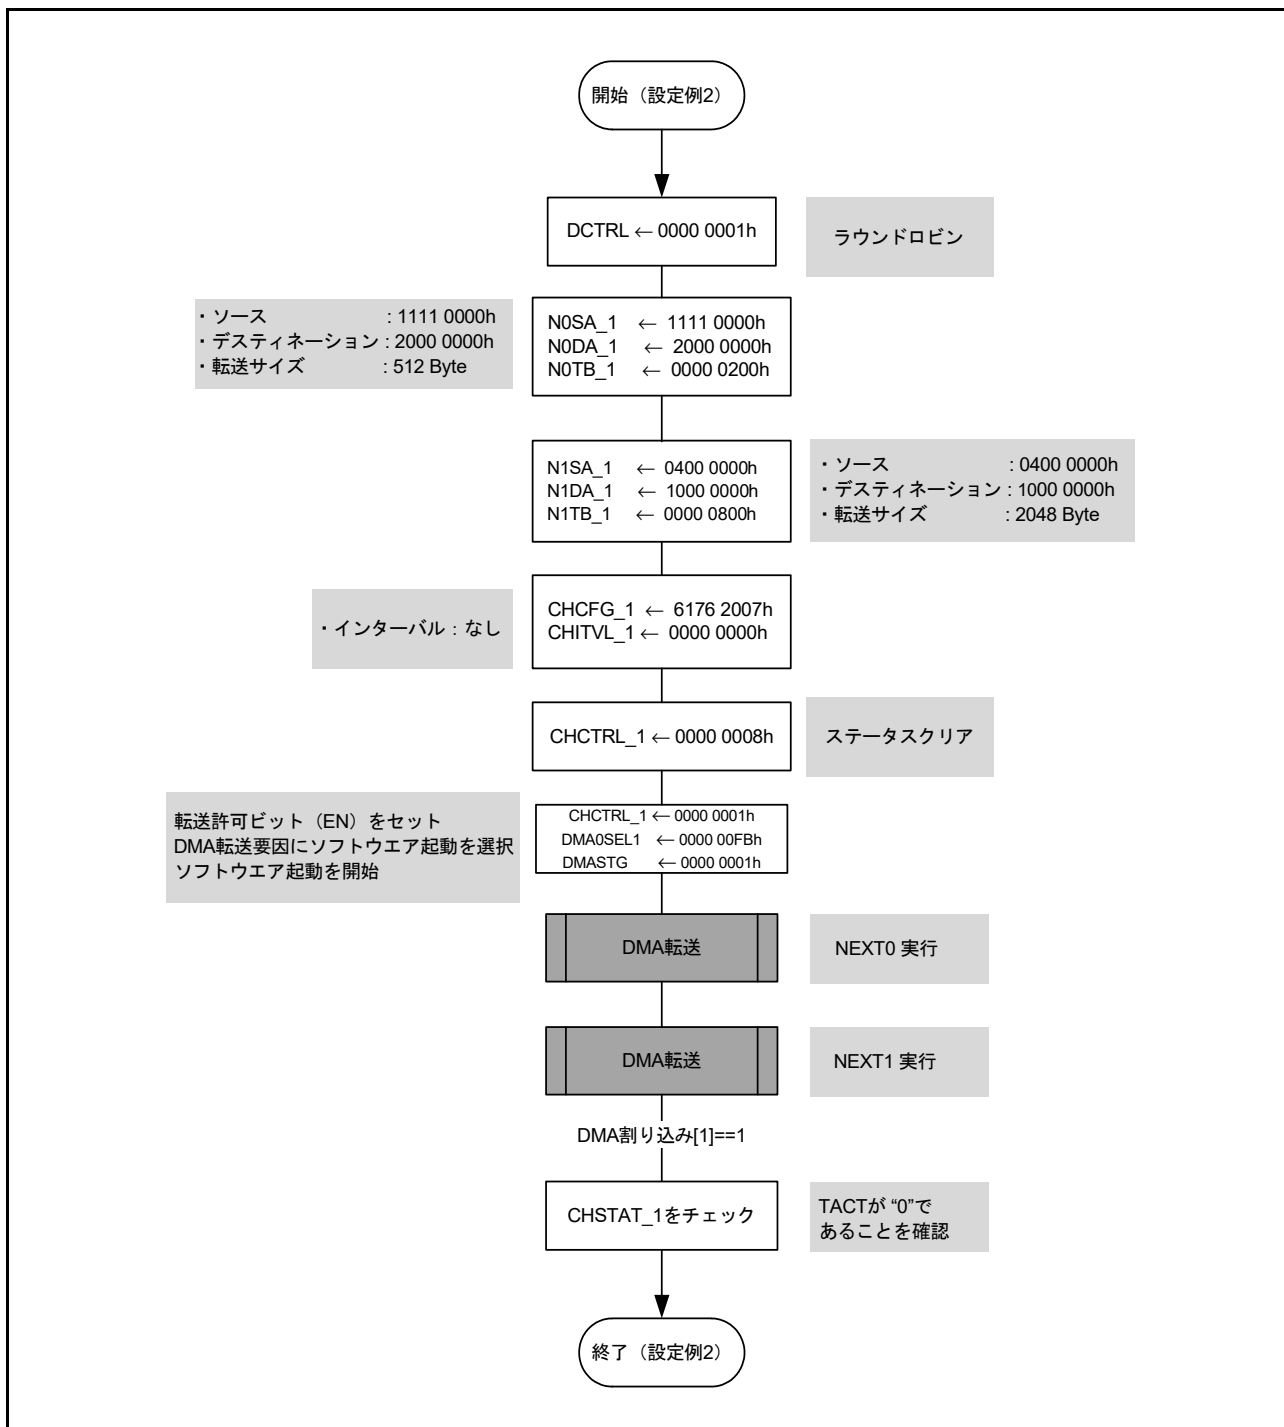 開始（設定例2）
DCTRL ← 0000 0001h
ラウンドロビン
・ソース : 1111 0000h
・デスティネーション : 2000 0000h
・転送サイズ : 512 Byte
N0SA_1 ← 1111 0000h
N0DA_1 ← 2000 0000h
N0TB_1 ← 0000 0200h
N1SA_1 ← 0400 0000h
N1DA_1 ← 1000 0000h
N1TB_1 ← 0000 0800h
・ソース : 0400 0000h
・デスティネーション : 1000 0000h
・転送サイズ : 2048 Byte
・インターバル：なし
CHCFG_1 ← 6176 2007h
CHITVL_1 ← 0000 0000h
CHCTRL_1 ← 0000 0008h
ステータスクリア
転送許可ビット（EN）をセット
DMA転送要因にソフトウエア起動を選択
ソフトウエア起動を開始
CHCTRL_1 ← 0000 0001h
DMA0SEL1 ← 0000 00FBh
DMASTG ← 0000 0001h
DMA転送
NEXT0 実行
DMA転送
NEXT1 実行
DMA割り込み[1]==1
CHSTAT_1をチェック
TACTが “0”で
あることを確認
終了（設定例2）